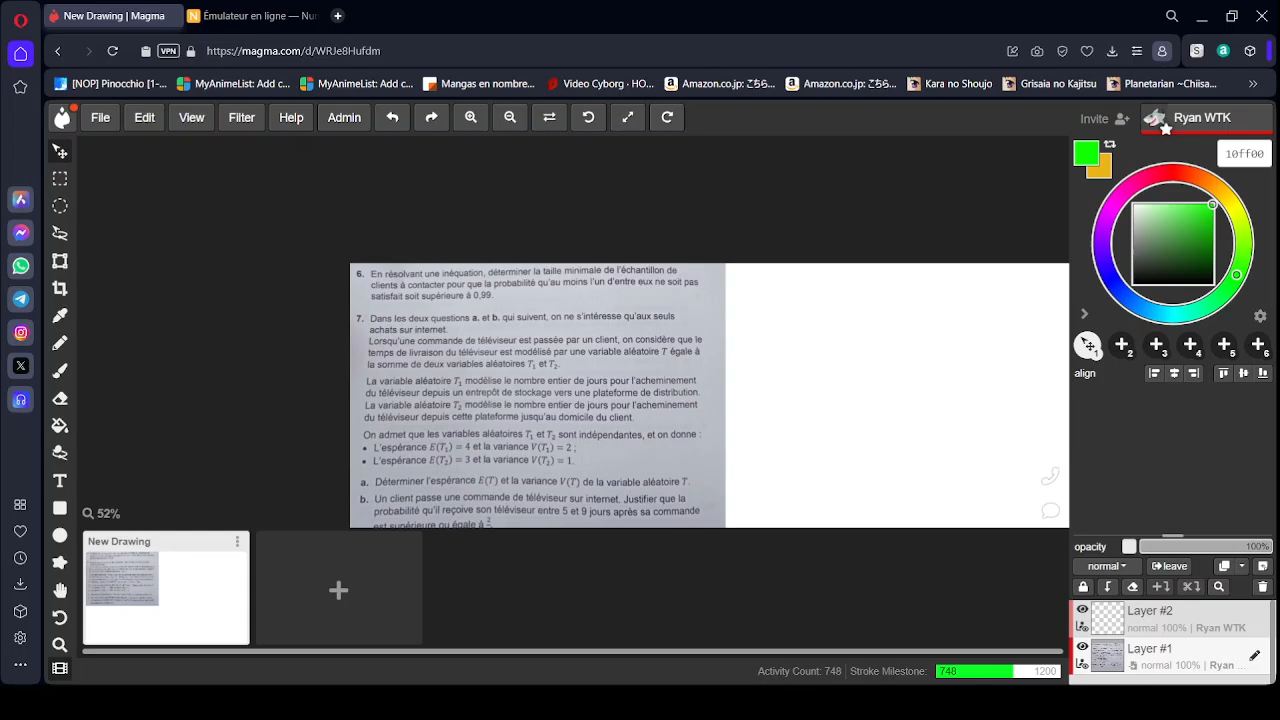 New Drawing | Magma
Émulateur en ligne — Nu
VPN
https://magma.com/d/WRJe8Hufdm
[NOP] Pinocchio [1-...
MyAnimeList: Add c...
MyAnimeList: Add c...
Mangas en nombre...
Video Cyborg · HO...
Amazon.co.jp: こちら...
Amazon.co.jp: こちら...
Kara no Shoujo
Grisaia no Kajitsu
Planetarian ~Chiisa...
File
Edit
View
Filter
Help
Admin
Invite
Ryan WTK
10ff00
6. En résolvant une inéquation, déterminer la taille minimale de l'échantillon de
clients à contacter pour que la probabilité qu'au moins l'un d'entre eux ne soit pas
satisfait soit supérieure à 0,99.
7. Dans les deux questions a. et b. qui suivent, on ne s'intéresse qu'aux seuls
achats sur internet.
Lorsqu'une commande de téléviseur est passée par un client, on considère que le
temps de livraison du téléviseur est modélisé par une variable aléatoire T égale à
la somme de deux variables aléatoires T₁ et T₂.
La variable aléatoire T₁ modélise le nombre entier de jours pour l'acheminement
du téléviseur depuis un entrepôt de stockage vers une plateforme de distribution.
La variable aléatoire T₂ modélise le nombre entier de jours pour l'acheminement
du téléviseur depuis cette plateforme jusqu'au domicile du client.
On admet que les variables aléatoires T₁ et T₂ sont indépendantes, et on donne :
• L'espérance E(T₁) = 4 et la variance V(T₁) = 2 ;
• L'espérance E(T₂) = 3 et la variance V(T₂) = 1.
a. Déterminer l'espérance E(T) et la variance V(T) de la variable aléatoire T.
b. Un client passe une commande de téléviseur sur internet. Justifier que la
probabilité qu'il reçoive son téléviseur entre 5 et 9 jours après sa commande
est supérieure ou égale à 2
1
2
3
4
5
6
align
52%
New Drawing
opacity
100%
normal
leave
Layer #2
normal 100% | Ryan WTK
Layer #1
normal 100% | Ryan ...
Activity Count: 748
Stroke Milestone:
748
1200